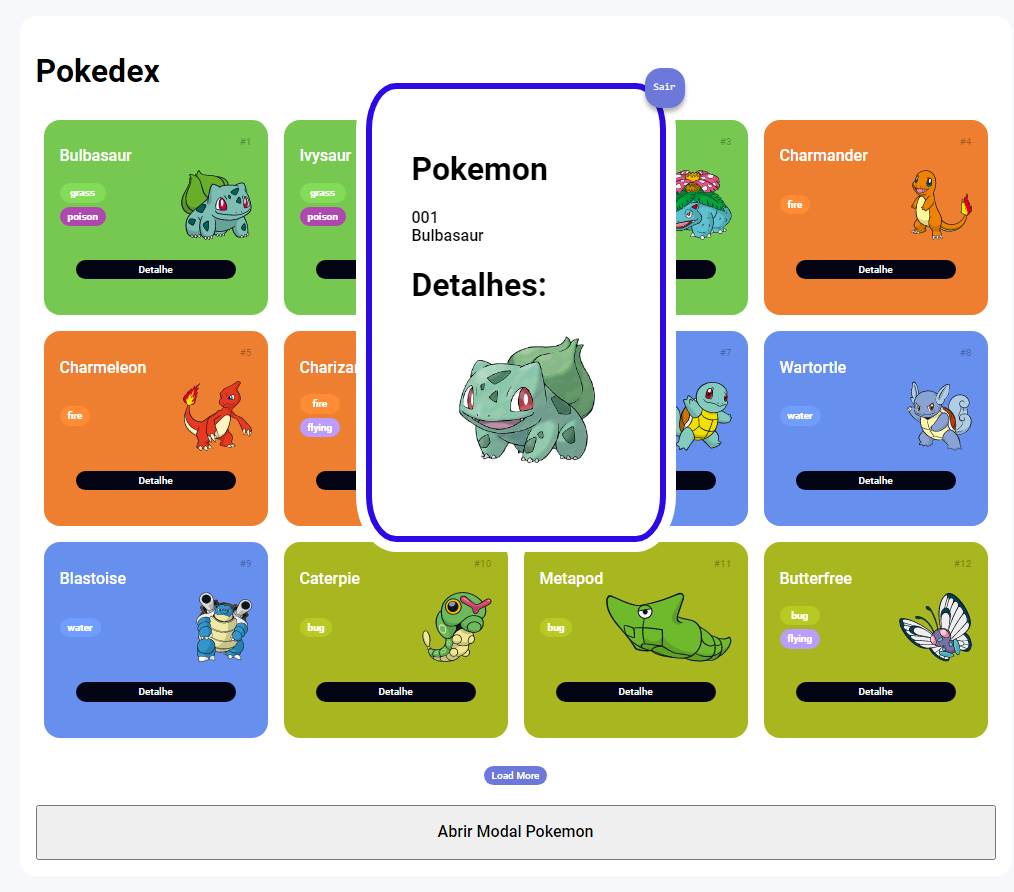 Pokedex
Sair
#1
Bulbasaur
grass
poison
Detalhe
Ivysaur
grass
poison
#3
#4
Charmander
fire
Detalhe
Pokemon
001
Bulbasaur
Detalhes:
#5
Charmeleon
fire
Detalhe
Chariza
fire
flying
#7
#8
Wartortle
water
Detalhe
#9
Blastoise
water
Detalhe
#10
Caterpie
bug
Detalhe
#11
Metapod
bug
Detalhe
#12
Butterfree
bug
flying
Detalhe
Load More
Abrir Modal Pokemon